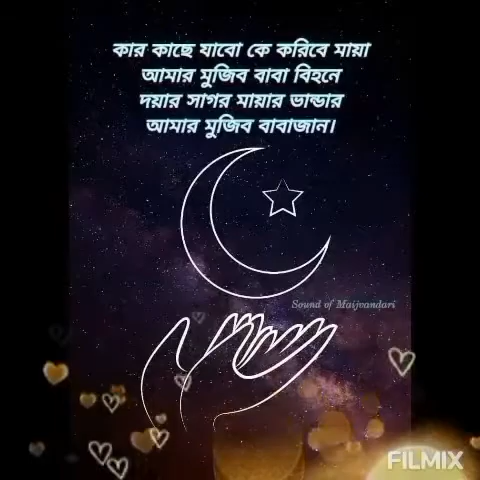 কার কাছে যাবো কে করিবে মায়া
আমার মুজিব বাবা বিহনে
দয়ার সাগর মায়ার ভান্ডার
আমার মুজিব বাবাজান।
Sound of Maijvandari
FILMIX